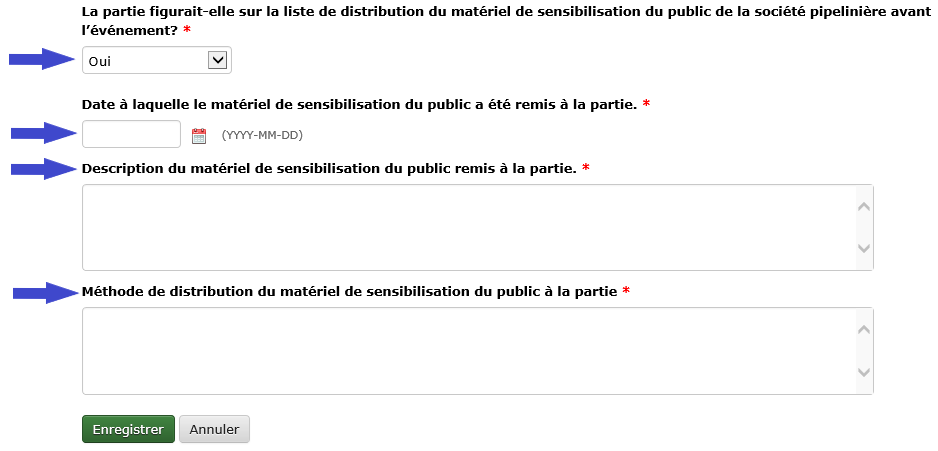 La partie figurait-elle sur la liste de distribution du matériel de sensibilisation du public de la société pipelinière avant
l’événement? *
Oui
Date à laquelle le matériel de sensibilisation du public a été remis à la partie. *
(YYYY-MM-DD)
Description du matériel de sensibilisation du public remis à la partie. *
Méthode de distribution du matériel de sensibilisation du public à la partie *
Enregistrer Annuler